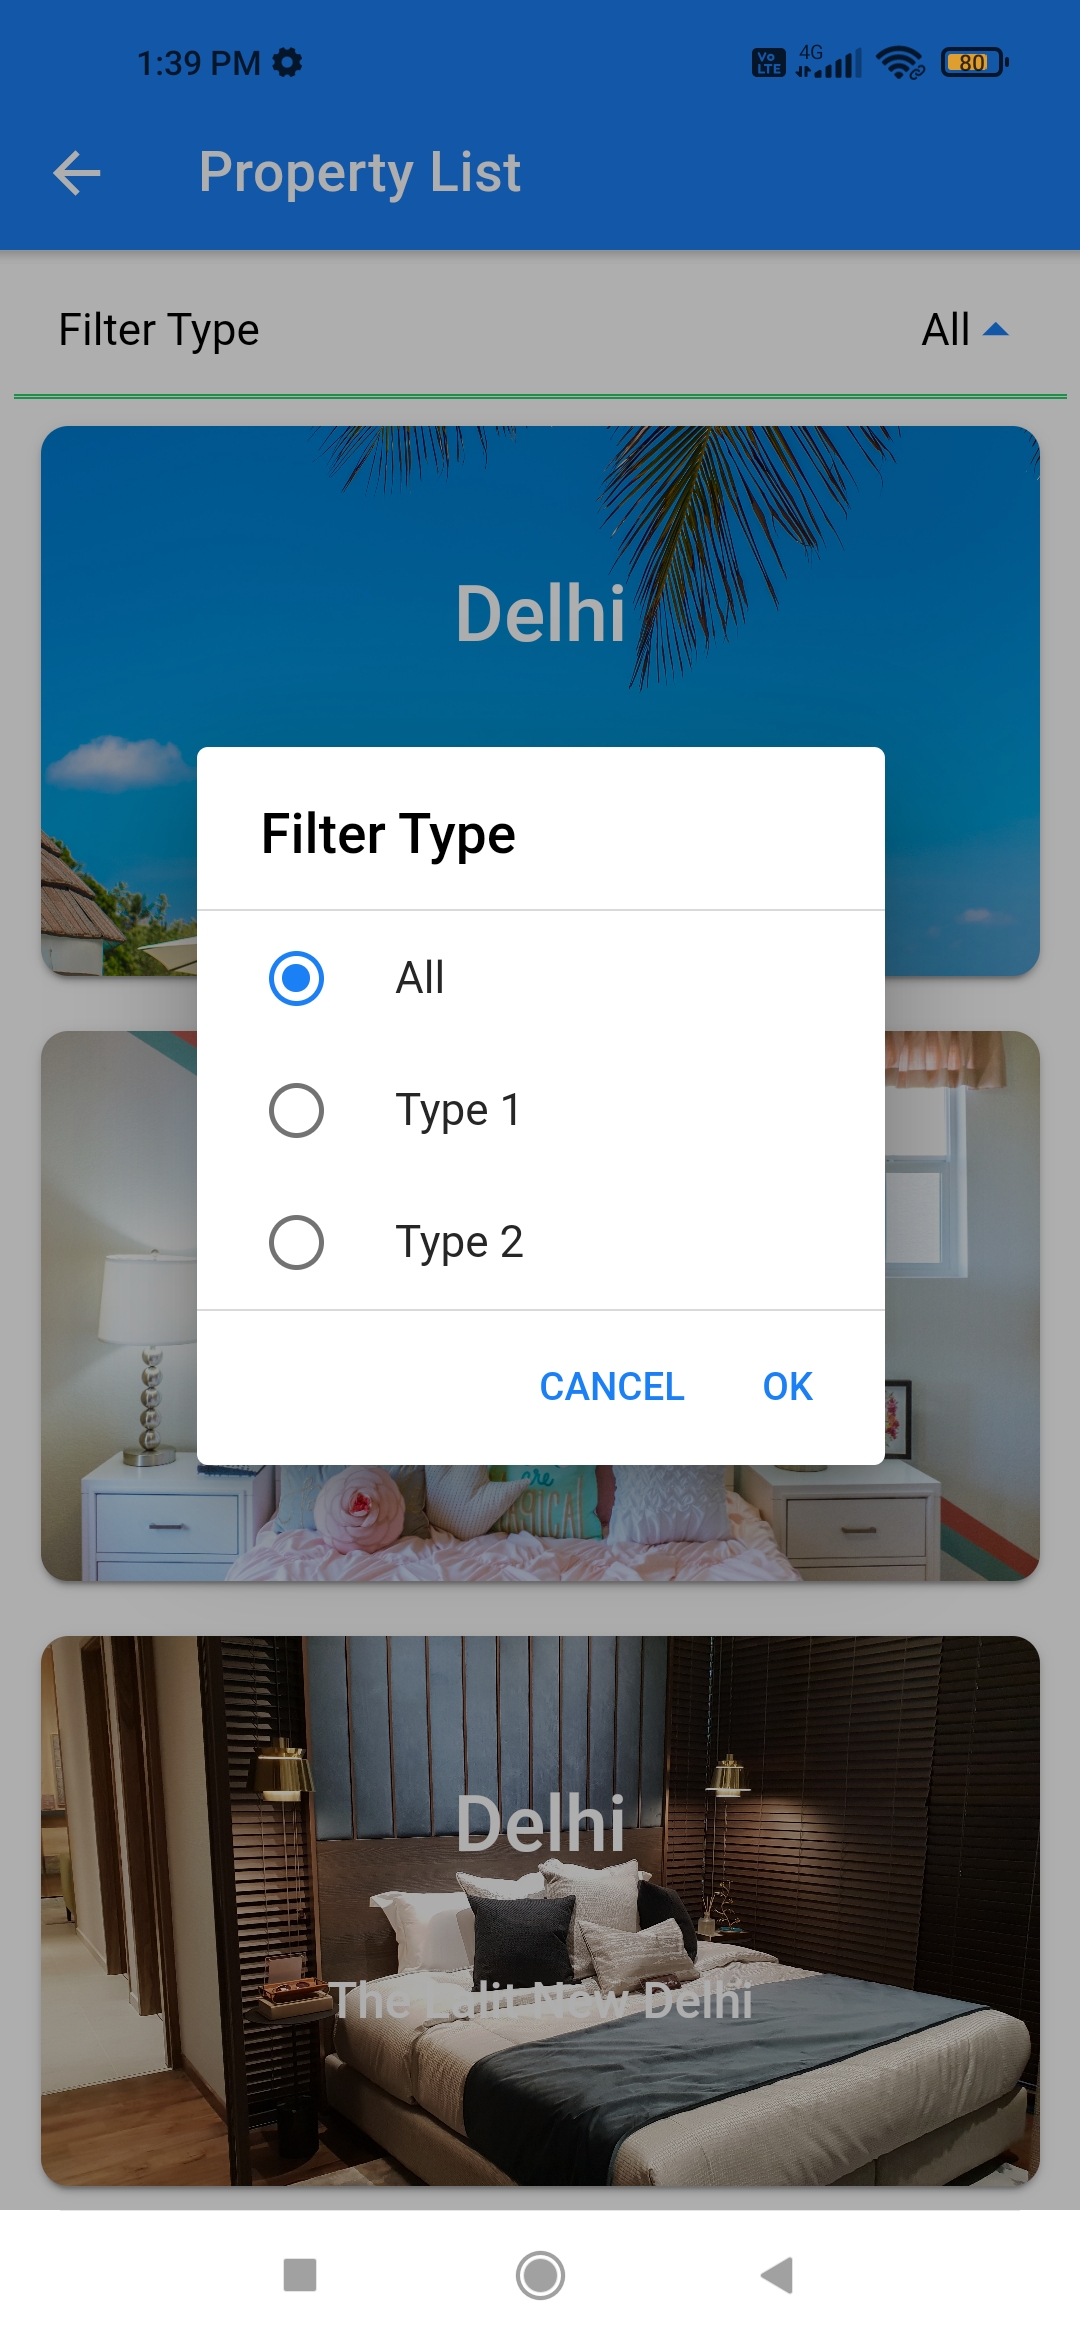 1:39 PM
Vo
LTE
4G
80
Property List
Filter Type
All
Delhi
Filter Type
All
Type 1
Type 2
CANCEL
OK
are
Delhi
The Lalit New Delhi